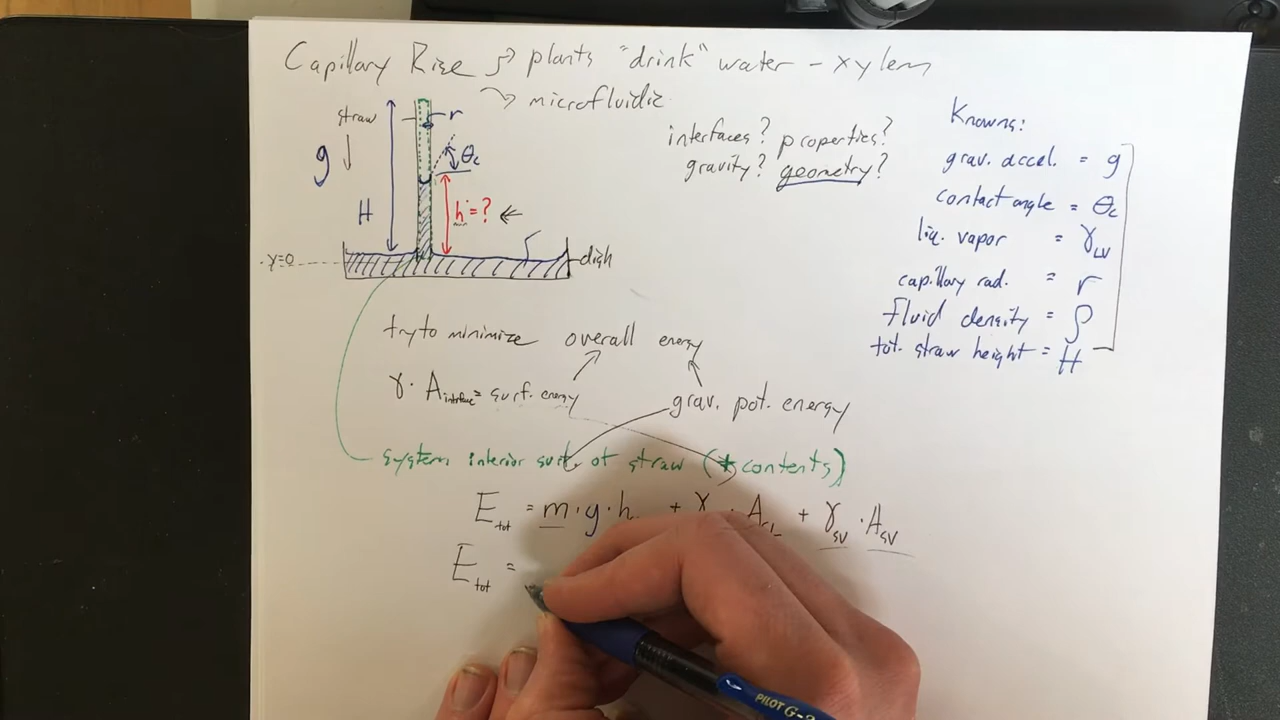 Capillary Rise → plants "drink" water - xylem
→ microfluidic
straw
r
g
θc
H
h = ?
y=0
dish
interfaces? properties?
gravity? geometry?
Knowns:
grav. accel. = g
contact angle = θc
liq. vapor = γLV
capillary rad. = r
fluid density = ρ
tot. straw height = H
try to minimize overall energy
γ · Ainterface = surf. energy
grav. pot. energy
system interior surf. of straw (+ contents)
Etot = m·g·h + γ · ASL + γSV · ASV
Etot =
PILOT G-2